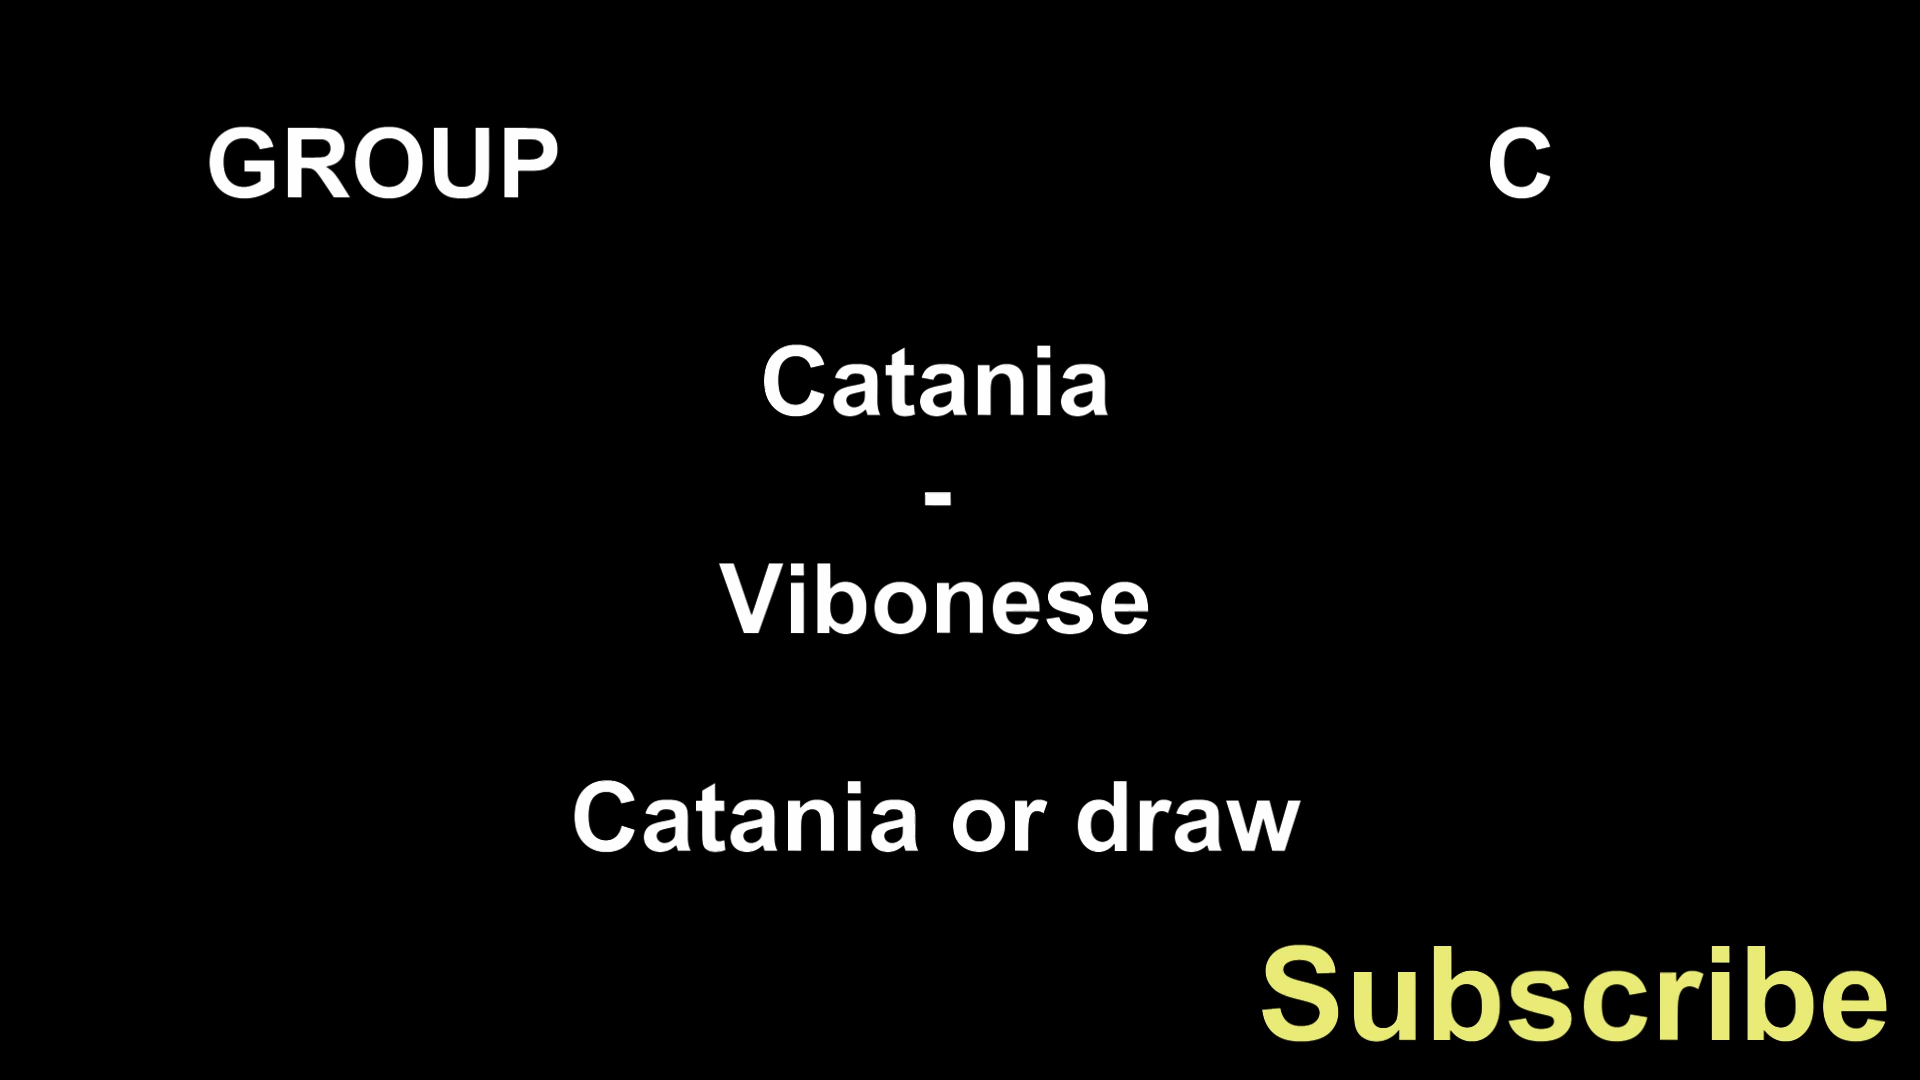 GROUP C
Catania
-
Vibonese
Catania or draw
Subscribe